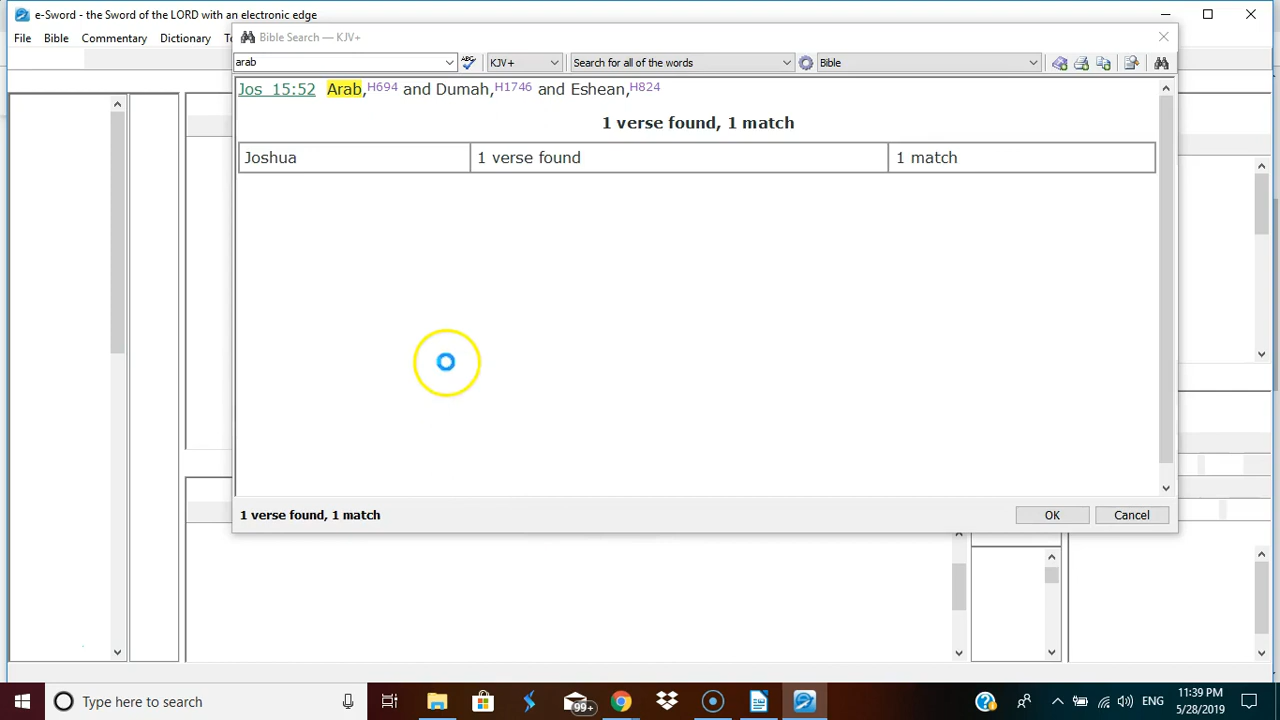 e-Sword - the Sword of the LORD with an electronic edge
File Bible Commentary Dictionary
Bible Search — KJV+
arab ABC KJV+ Search for all of the words Bible
Jos 15:52 Arab,H694 and Dumah,H1746 and Eshean,H824
1 verse found, 1 match
Joshua 1 verse found 1 match
1 verse found, 1 match OK Cancel
Type here to search 99+ ENG
11:39 PM
5/28/2019